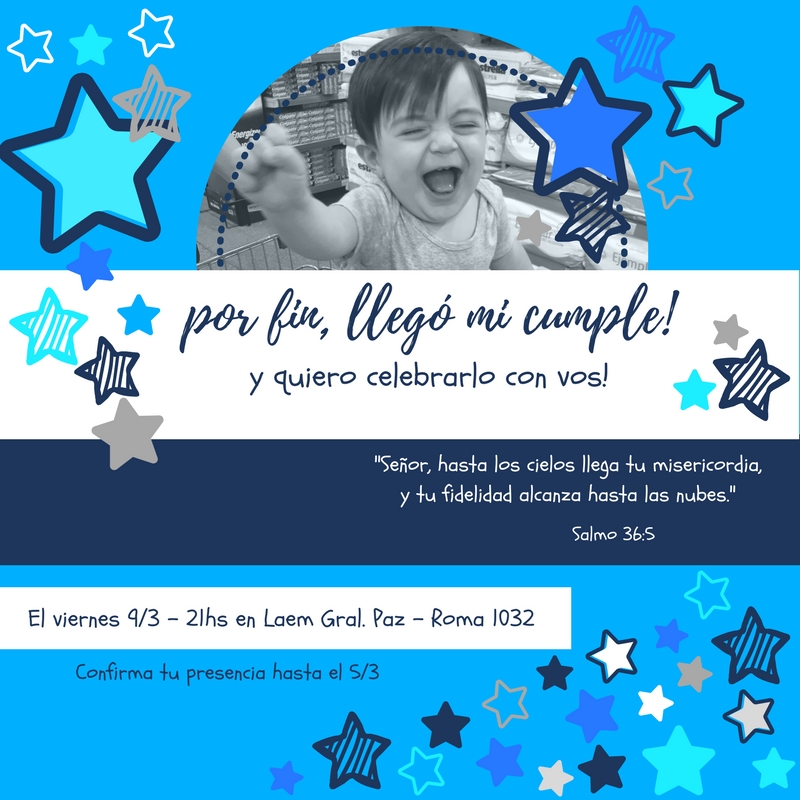 por fin, llegó mi cumple!
y quiero celebrarlo con vos!
"Señor, hasta los cielos llega tu misericordia,
y tu fidelidad alcanza hasta las nubes."
Salmo 36:5
El viernes 9/3 - 21hs en Laem Gral. Paz - Roma 1032
Confirma tu presencia hasta el 5/3